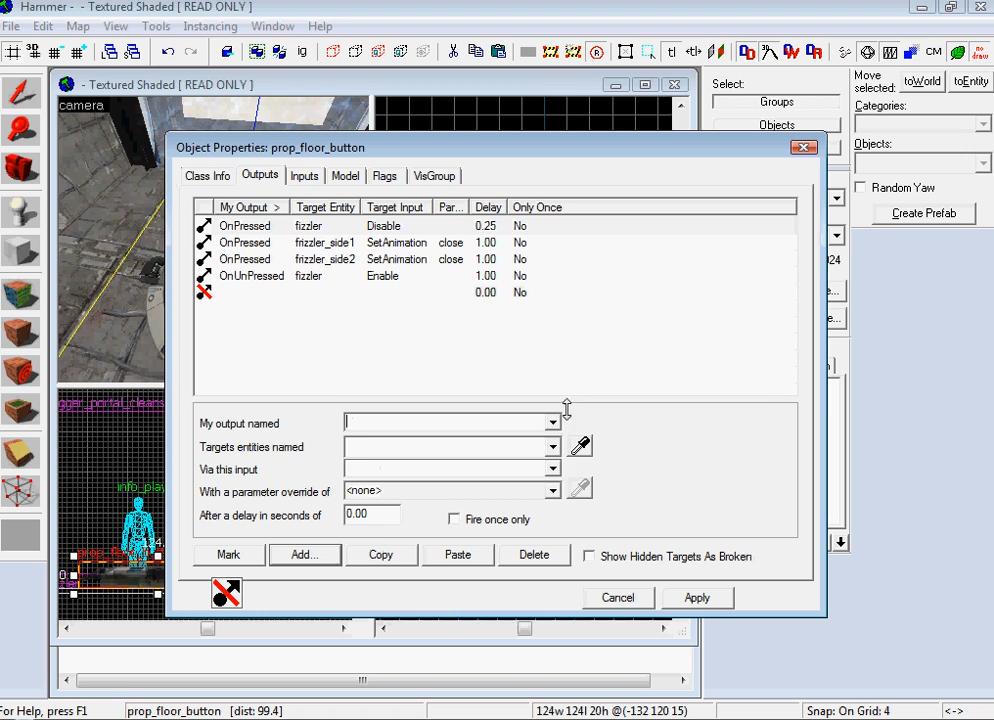 Hammer - - Textured Shaded [ READ ONLY ]
File Edit Map View Tools Instancing Window Help
3D ig tl CM no draw
- Textured Shaded [ READ ONLY ]
camera
Select:
Groups
Objects
Move selected:
toWorld
toEntity
Categories:
Objects:
Random Yaw
Create Prefab
Object Properties: prop_floor_button
Class Info Outputs Inputs Model Flags VisGroup
My Output > Target Entity Target Input Par... Delay Only Once
OnPressed fizzler Disable 0.25 No
OnPressed frizzler_side1 SetAnimation close 1.00 No
OnPressed frizzler_side2 SetAnimation close 1.00 No
OnUnPressed fizzler Enable 1.00 No
0.00 No
My output named
Targets entities named
Via this input
With a parameter override of <none>
After a delay in seconds of 0.00
Fire once only
Mark Add... Copy Paste Delete Show Hidden Targets As Broken
Cancel Apply
gger_portal_cleans
info_play
For Help, press F1
prop_floor_button [dist: 99.4]
124w 124l 20h @(-132 120 15)
Snap: On Grid: 4
<->